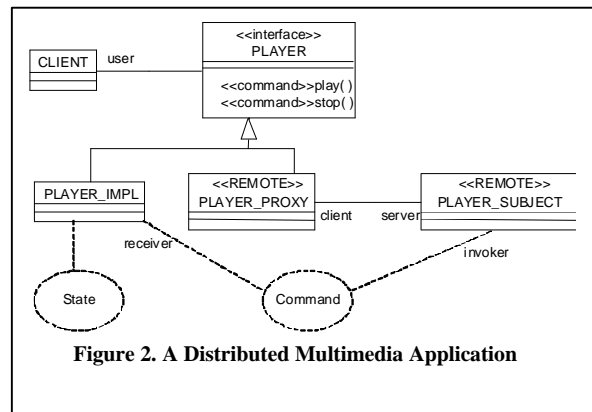 <<interface>>
PLAYER
CLIENT
user
<<command>>play( )
<<command>>stop( )
PLAYER_IMPL
<<REMOTE>>
PLAYER_PROXY
<<REMOTE>>
PLAYER_SUBJECT
client
server
receiver
invoker
State
Command
Figure 2. A Distributed Multimedia Application